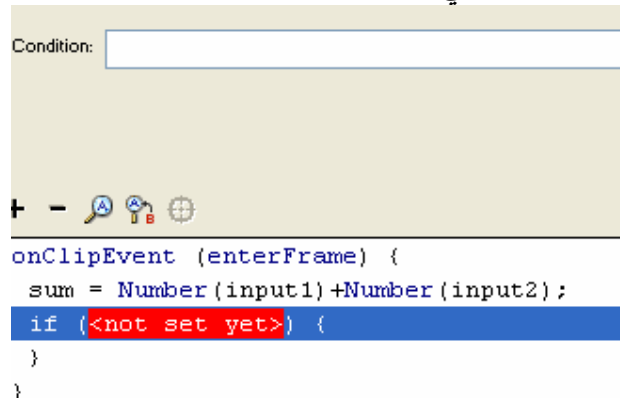 Condition:
+ -
onClipEvent (enterFrame) {
sum = Number(input1)+Number(input2);
if (<not set yet>) {
}
}